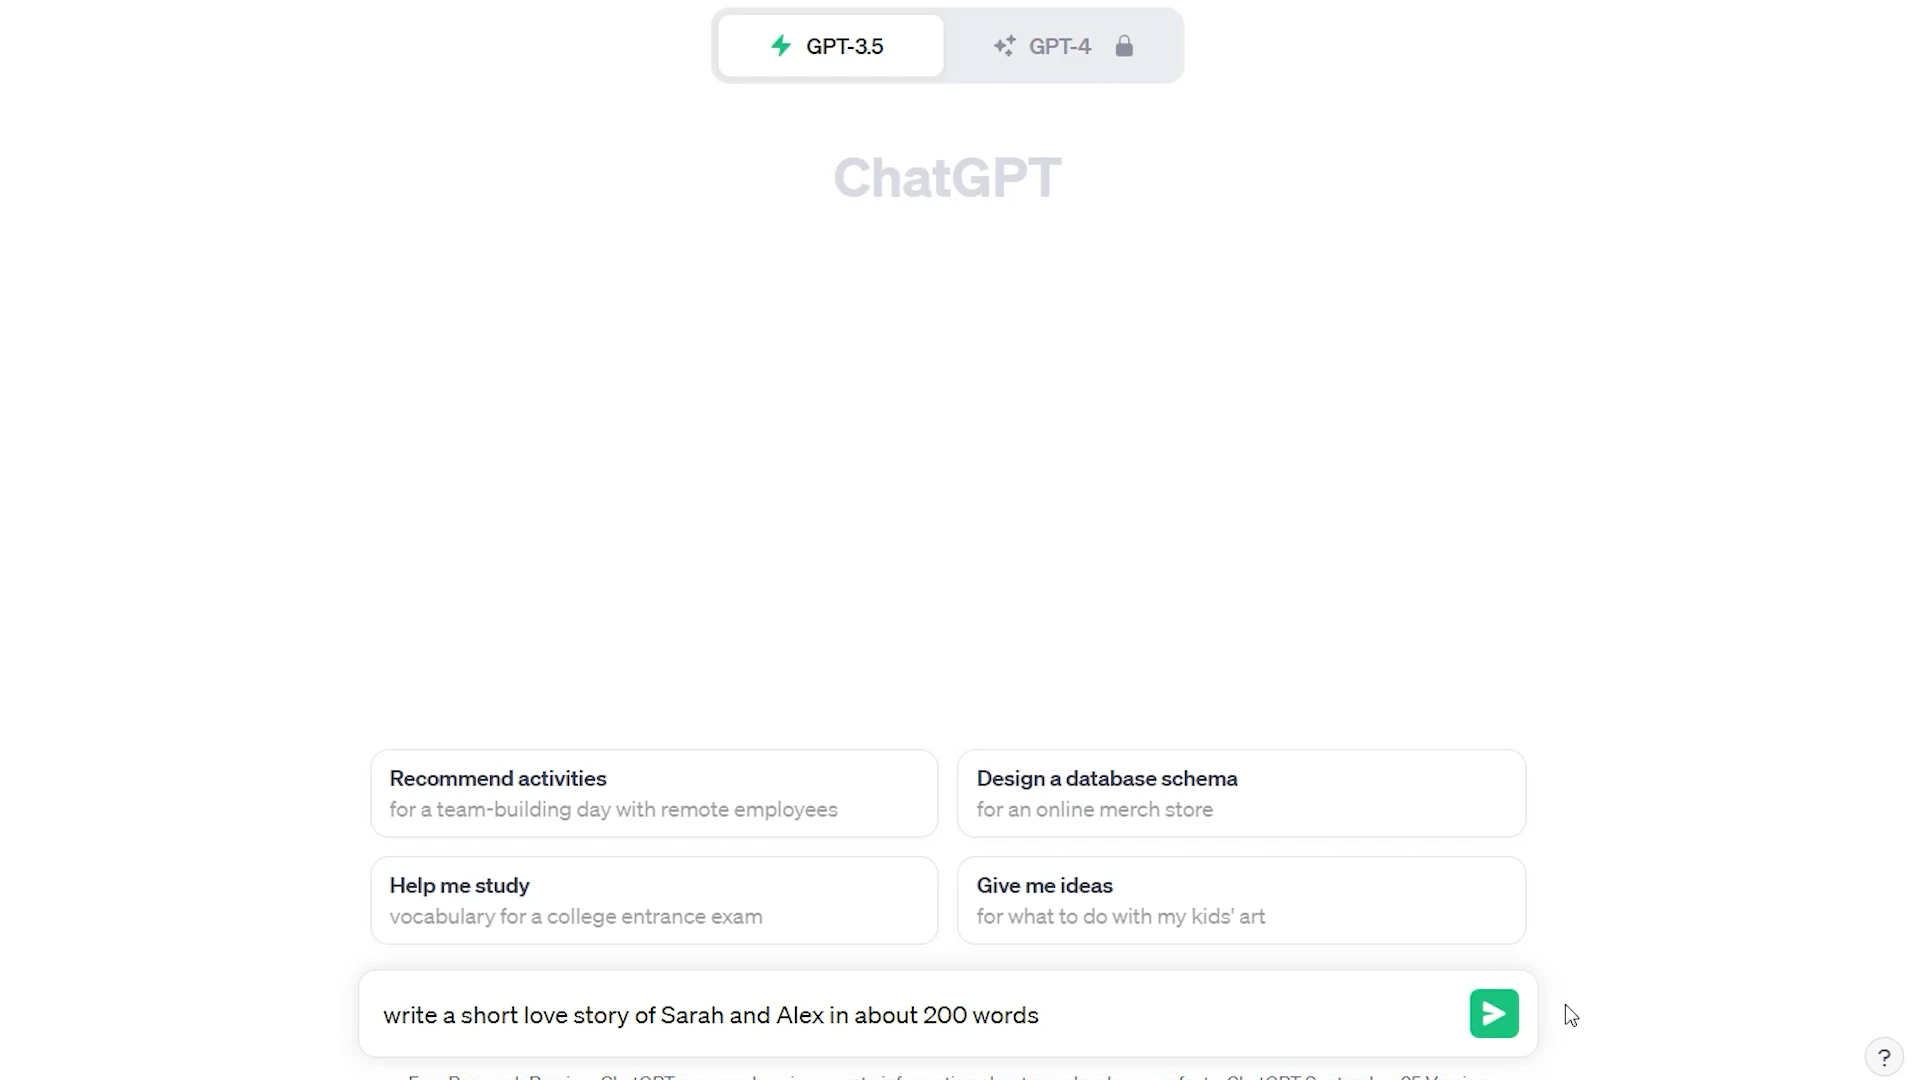 GPT-3.5
GPT-4
ChatGPT
Recommend activities
for a team-building day with remote employees
Design a database schema
for an online merch store
Help me study
vocabulary for a college entrance exam
Give me ideas
for what to do with my kids' art
write a short love story of Sarah and Alex in about 200 words
?